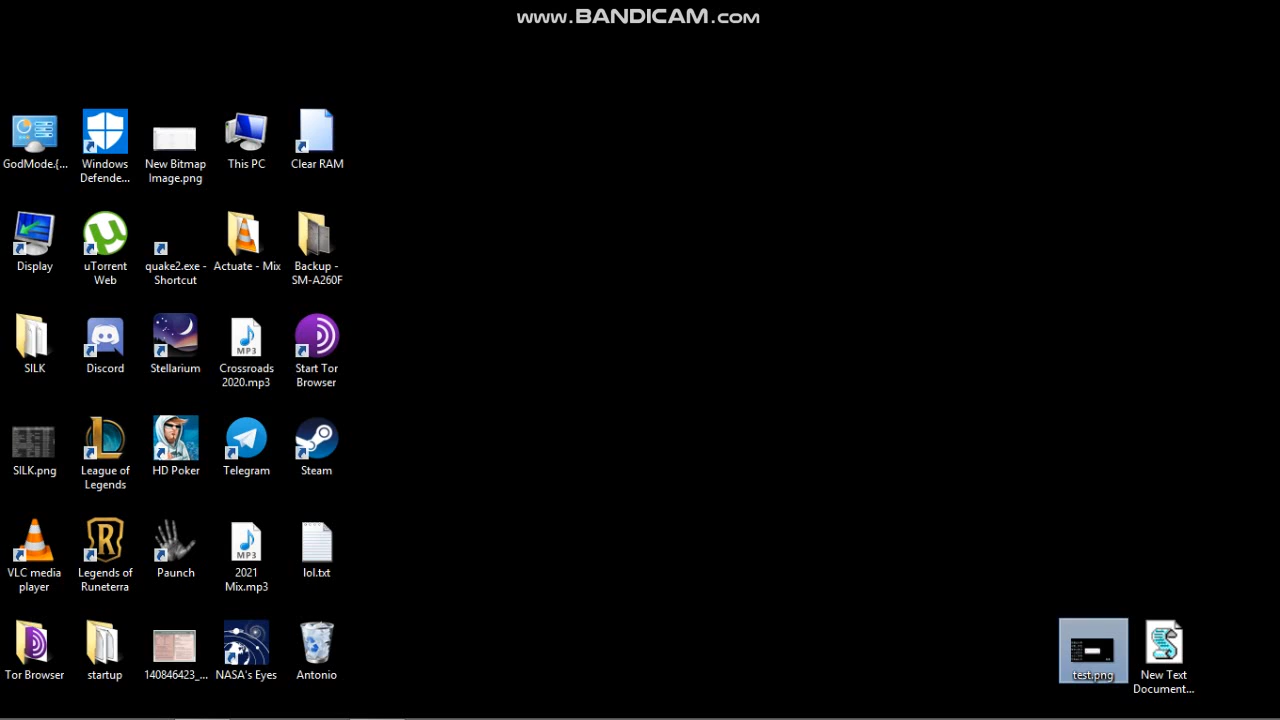 www.BANDICAM.com
GodMode.{...
Windows
Defende...
New Bitmap
Image.png
This PC
Clear RAM
Display
uTorrent
Web
quake2.exe -
Shortcut
Actuate - Mix
Backup -
SM-A260F
SILK
Discord
Stellarium
MP3
Crossroads
2020.mp3
Start Tor
Browser
SILK.png
League of
Legends
HD Poker
Telegram
Steam
VLC media
player
Legends of
Runeterra
Paunch
MP3
2021
Mix.mp3
lol.txt
Tor Browser
startup
140846423_...
NASA's Eyes
Antonio
test.png
New Text
Document...